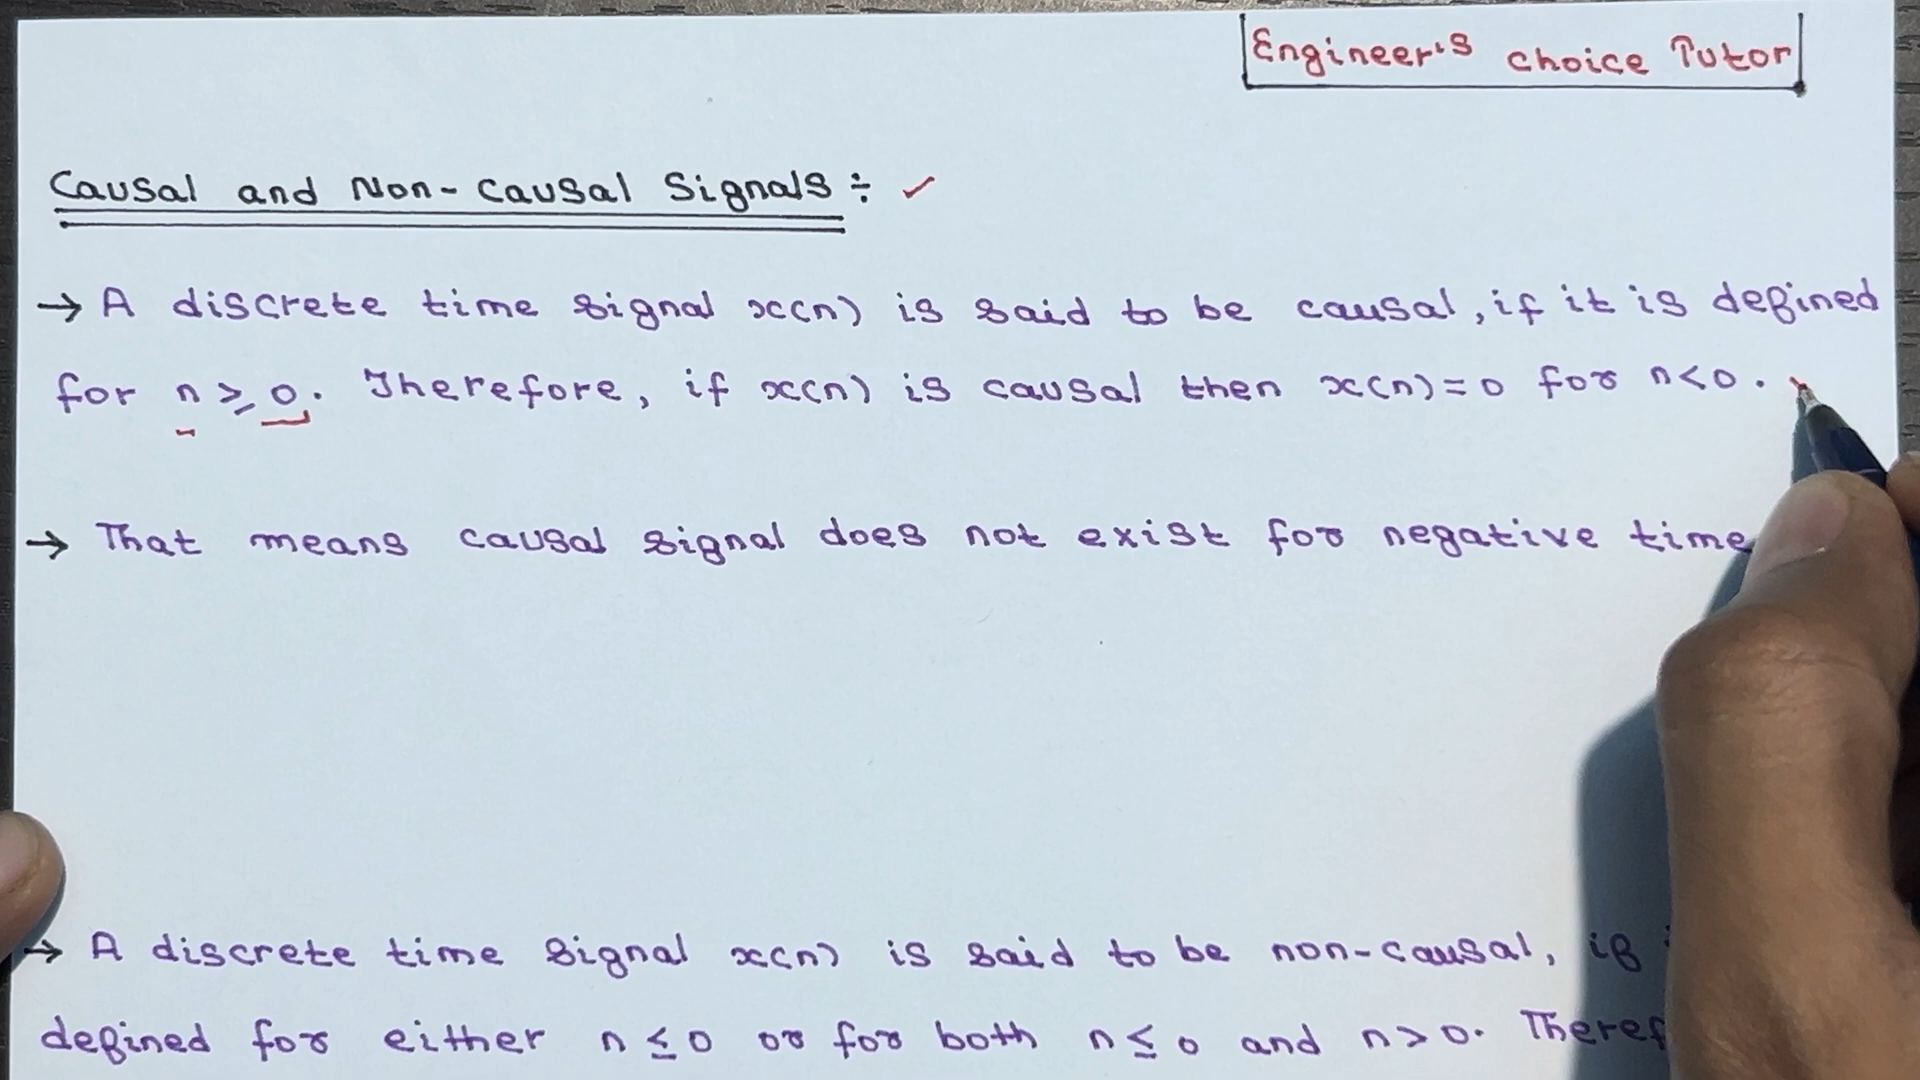 Engineer's choice Tutor
Causal and Non-Causal Signals ÷ ✓
→ A discrete time signal x(n) is said to be causal, if it is defined
for n ≥ 0. Therefore, if x(n) is causal then x(n)=0 for n<0.
→ That means causal signal does not exist for negative time
→ A discrete time signal x(n) is said to be non-causal, if
defined for either n ≤ 0 or for both n ≤ 0 and n>0.